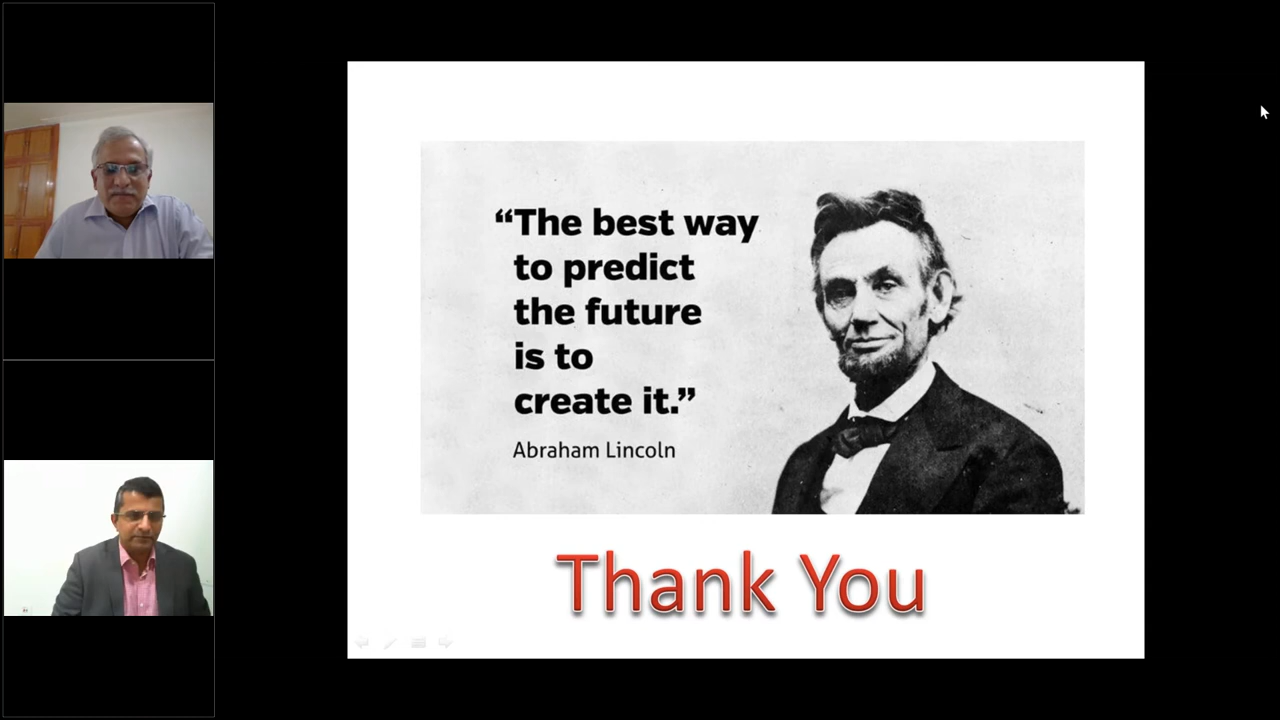 “The best way
to predict
the future
is to
create it.”
Abraham Lincoln
Thank You